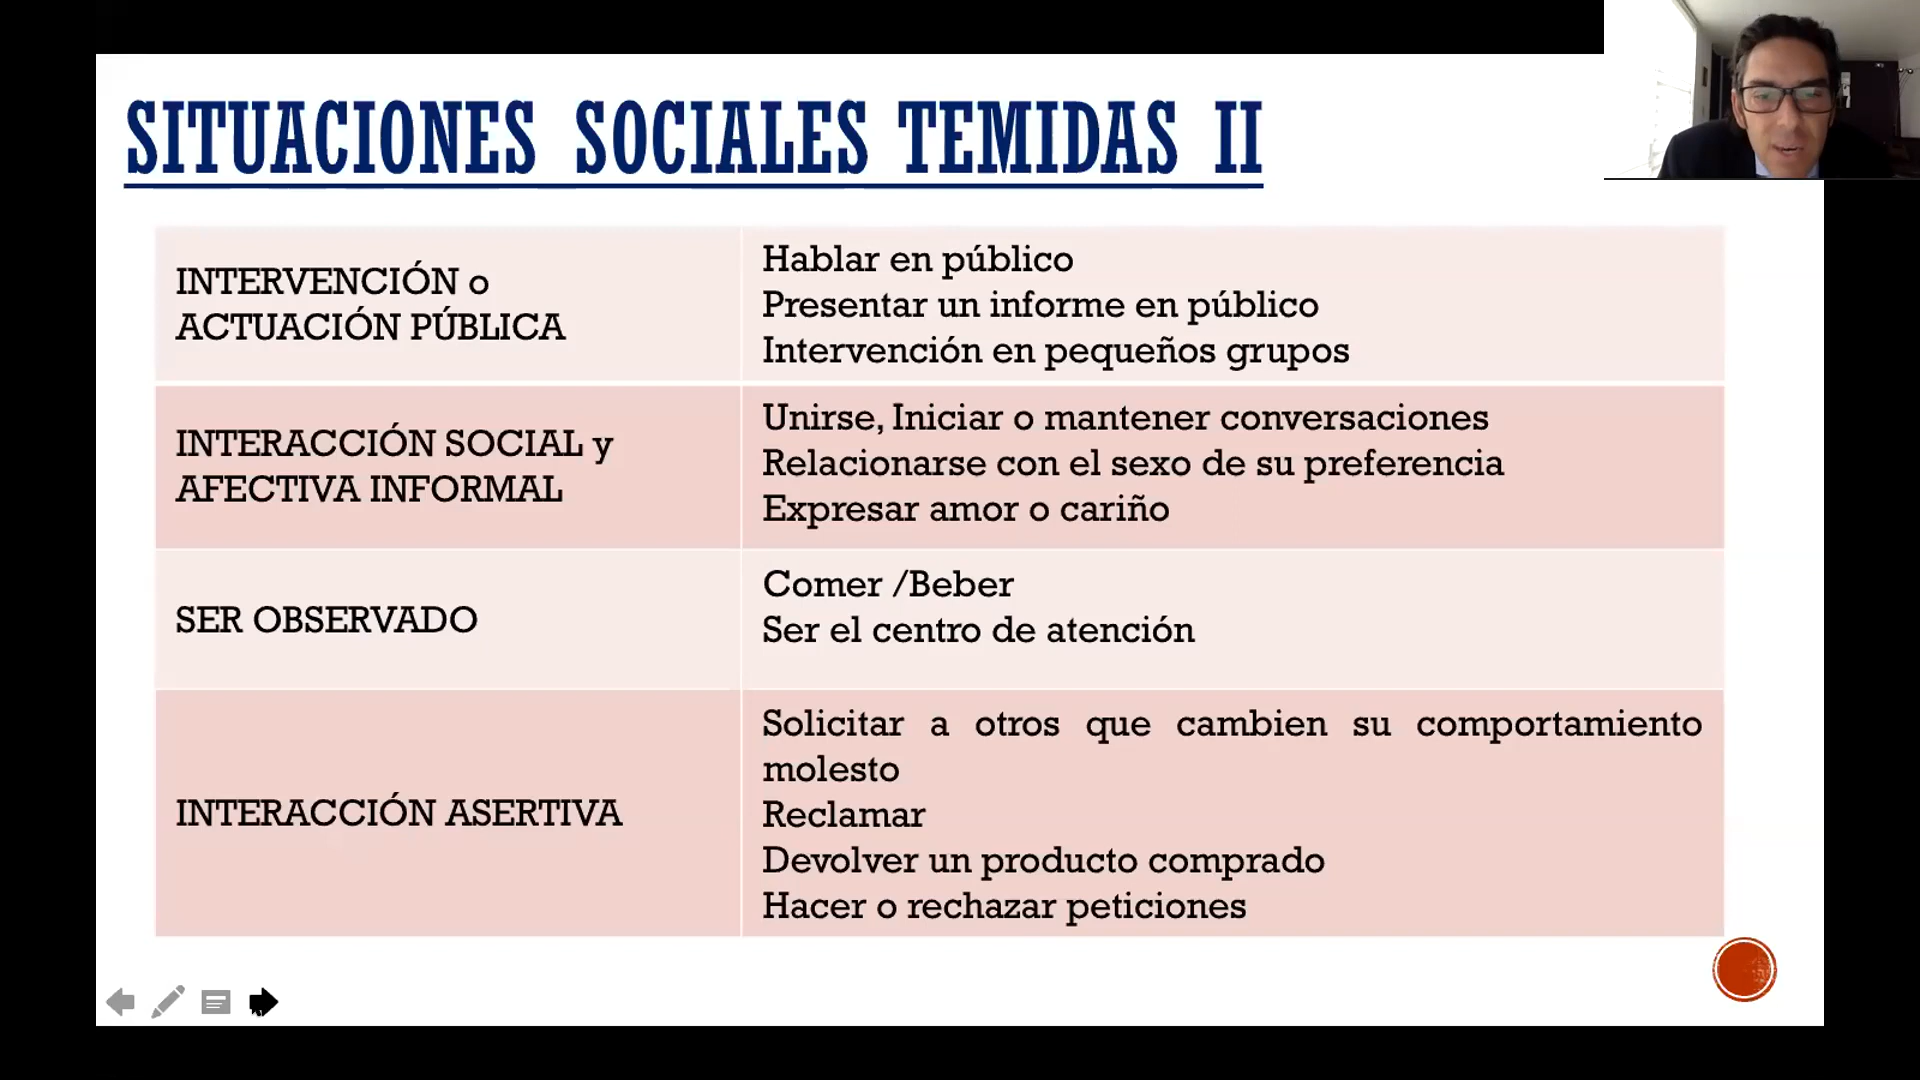 SITUACIONES SOCIALES TEMIDAS II
INTERVENCIÓN o
ACTUACIÓN PÚBLICA
Hablar en público
Presentar un informe en público
Intervención en pequeños grupos
INTERACCIÓN SOCIAL y
AFECTIVA INFORMAL
Unirse, Iniciar o mantener conversaciones
Relacionarse con el sexo de su preferencia
Expresar amor o cariño
SER OBSERVADO
Comer /Beber
Ser el centro de atención
INTERACCIÓN ASERTIVA
Solicitar a otros que cambien su comportamiento
molesto
Reclamar
Devolver un producto comprado
Hacer o rechazar peticiones